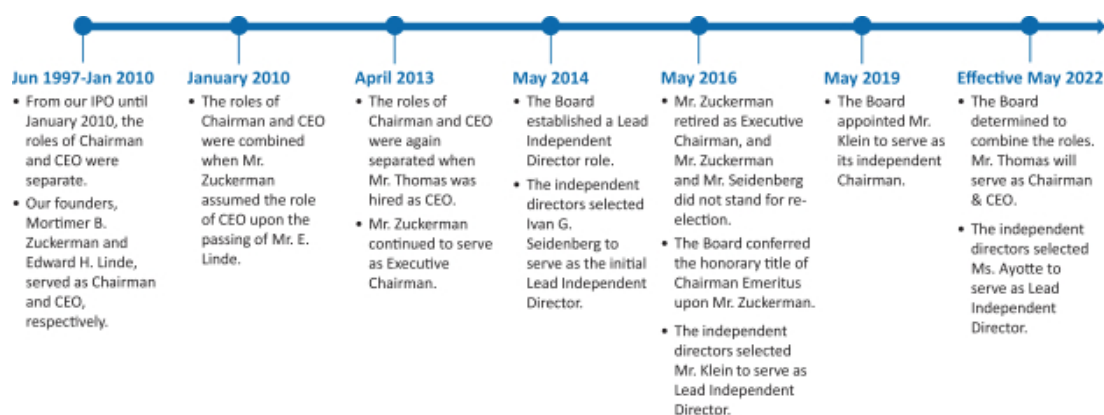 Jun 1997-Jan 2010
• From our IPO until
January 2010, the
roles of Chairman
and CEO were
separate.
• Our founders,
Mortimer B.
Zuckerman and
Edward H. Linde,
served as Chairman
and CEO,
respectively.
January 2010
• The roles of
Chairman and CEO
were combined
when Mr.
Zuckerman
assumed the role
of CEO upon the
passing of Mr. E.
Linde.
April 2013
• The roles of
Chairman and CEO
were again
separated when
Mr. Thomas was
hired as CEO.
• Mr. Zuckerman
continued to serve
as Executive
Chairman.
May 2014
• The Board
established a Lead
Independent
Director role.
• The independent
directors selected
Ivan G.
Seidenberg to
serve as the initial
Lead Independent
Director.
May 2016
• Mr. Zuckerman
retired as Executive
Chairman, and
Mr. Zuckerman
and Mr. Seidenberg
did not stand for re-
election.
• The Board conferred
the honorary title of
Chairman Emeritus
upon Mr. Zuckerman.
• The independent
directors selected
Mr. Klein to serve as
Lead Independent
Director.
May 2019
• The Board
appointed Mr.
Klein to serve as
its independent
Chairman.
Effective May 2022
• The Board
determined to
combine the roles.
Mr. Thomas will
serve as Chairman
& CEO.
• The independent
directors selected
Ms. Ayotte to
serve as Lead
Independent
Director.